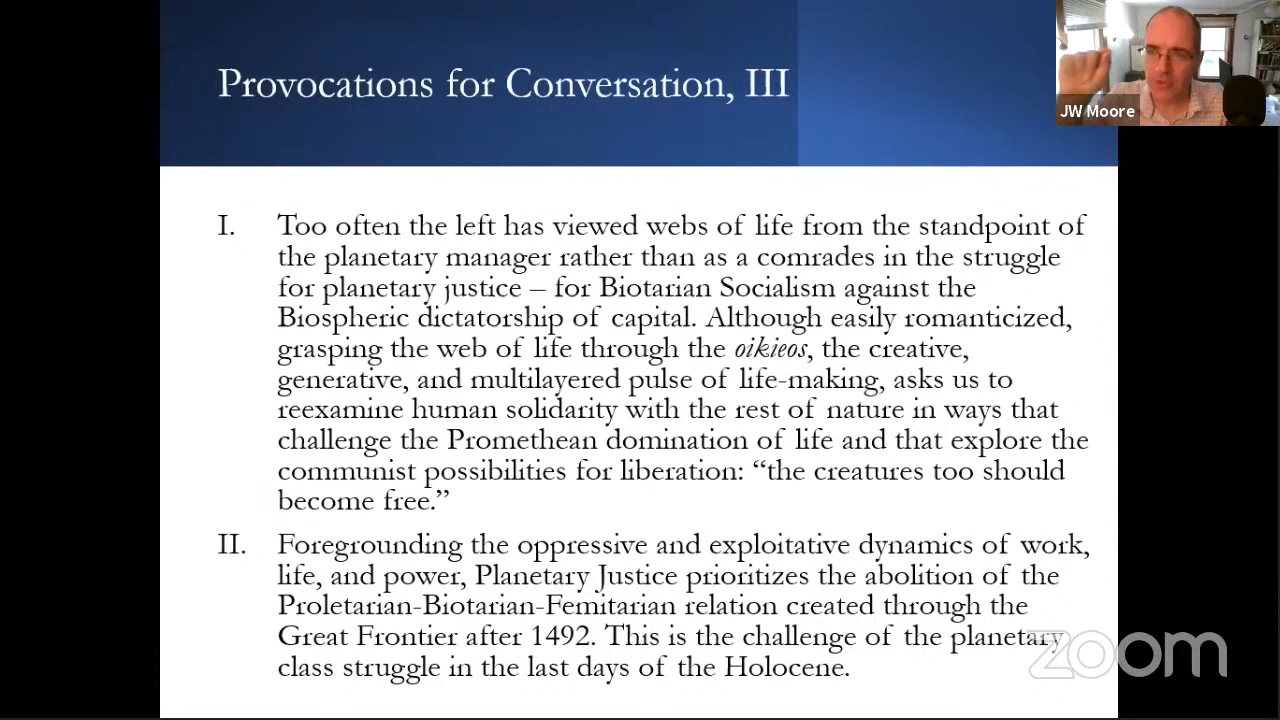 Provocations for Conversation, III
JW Moore
I. Too often the left has viewed webs of life from the standpoint of
the planetary manager rather than as a comrades in the struggle
for planetary justice – for Biotarian Socialism against the
Biospheric dictatorship of capital. Although easily romanticized,
grasping the web of life through the oikieos, the creative,
generative, and multilayered pulse of life-making, asks us to
reexamine human solidarity with the rest of nature in ways that
challenge the Promethean domination of life and that explore the
communist possibilities for liberation: “the creatures too should
become free.”
II. Foregrounding the oppressive and exploitative dynamics of work,
life, and power, Planetary Justice prioritizes the abolition of the
Proletarian-Biotarian-Femitarian relation created through the
Great Frontier after 1492. This is the challenge of the planetary
class struggle in the last days of the Holocene.
zoom